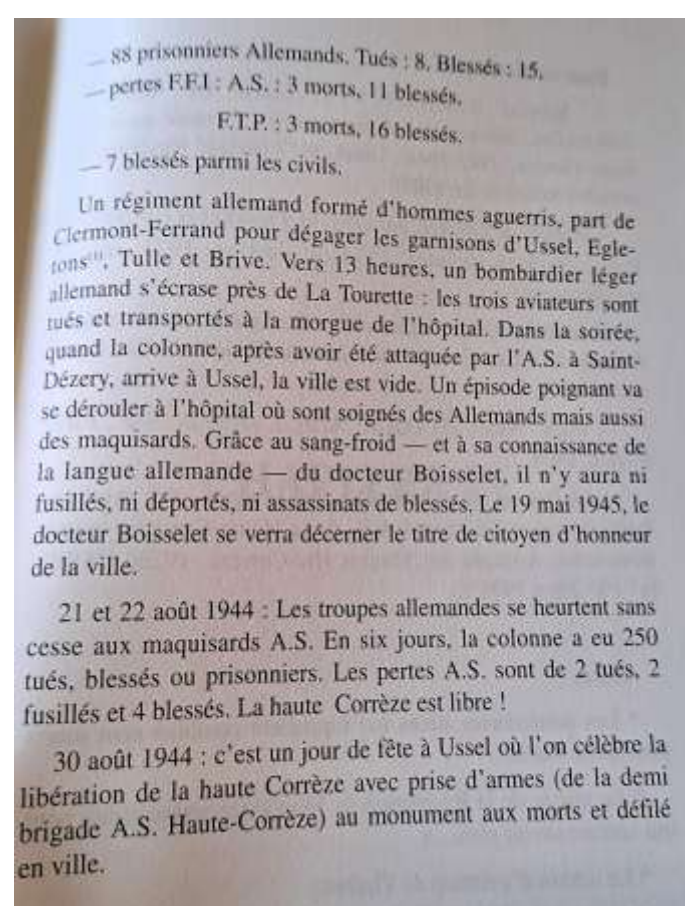 — 88 prisonniers Allemands. Tués : 8. Blessés : 15.
— pertes F.F.I : A.S. : 3 morts, 11 blessés.
F.T.P. : 3 morts, 16 blessés.
— 7 blessés parmi les civils.
Un régiment allemand formé d'hommes aguerris, part de
Clermont-Ferrand pour dégager les garnisons d'Ussel, Egle-
tons⁽¹⁾, Tulle et Brive. Vers 13 heures, un bombardier léger
allemand s'écrase près de La Tourette : les trois aviateurs sont
tués et transportés à la morgue de l'hôpital. Dans la soirée,
quand la colonne, après avoir été attaquée par l'A.S. à Saint-
Dézery, arrive à Ussel, la ville est vide. Un épisode poignant va
se dérouler à l'hôpital où sont soignés des Allemands mais aussi
des maquisards. Grâce au sang-froid — et à sa connaissance de
la langue allemande — du docteur Boisselet, il n'y aura ni
fusillés, ni déportés, ni assassinats de blessés. Le 19 mai 1945, le
docteur Boisselet se verra décerner le titre de citoyen d'honneur
de la ville.
21 et 22 août 1944 : Les troupes allemandes se heurtent sans
cesse aux maquisards A.S. En six jours, la colonne a eu 250
tués, blessés ou prisonniers. Les pertes A.S. sont de 2 tués, 2
fusillés et 4 blessés. La haute Corrèze est libre !
30 août 1944 : c'est un jour de fête à Ussel où l'on célèbre la
libération de la haute Corrèze avec prise d'armes (de la demi
brigade A.S. Haute-Corrèze) au monument aux morts et défilé
en ville.